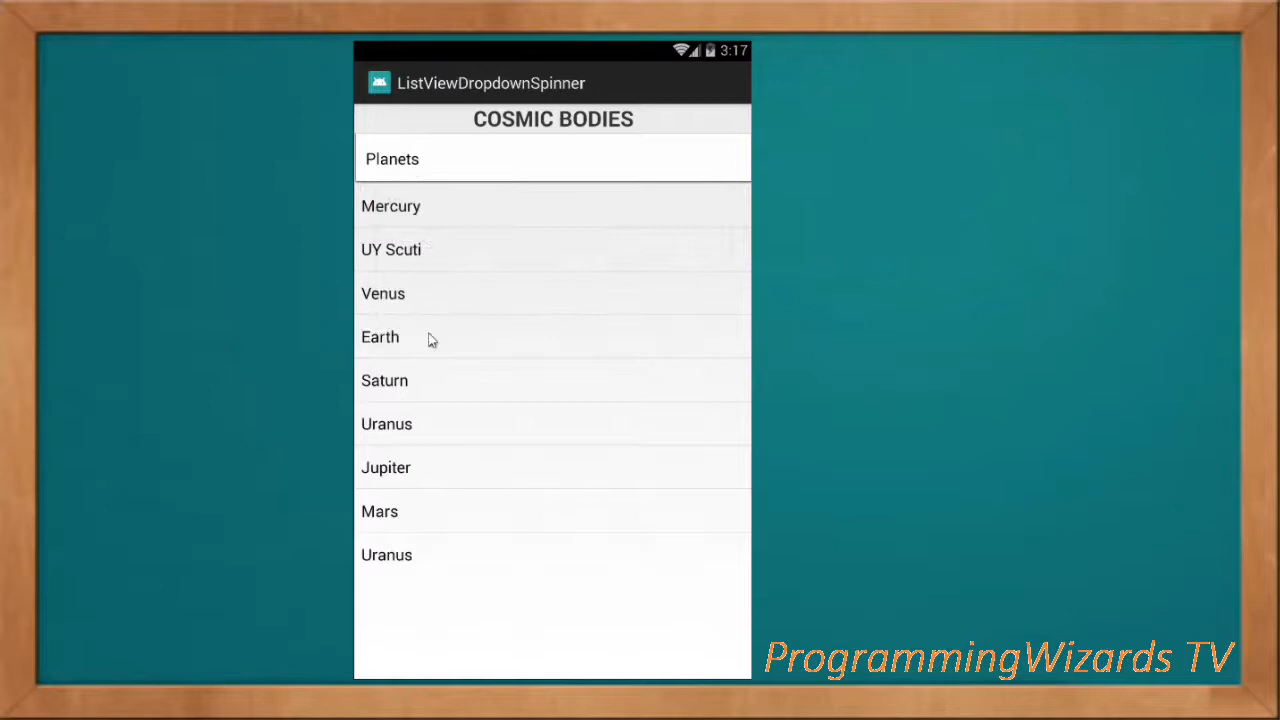 3:17
ListViewDropdownSpinner
COSMIC BODIES
Planets
Mercury
UY Scuti
Venus
Earth
Saturn
Uranus
Jupiter
Mars
Uranus
ProgrammingWizards TV